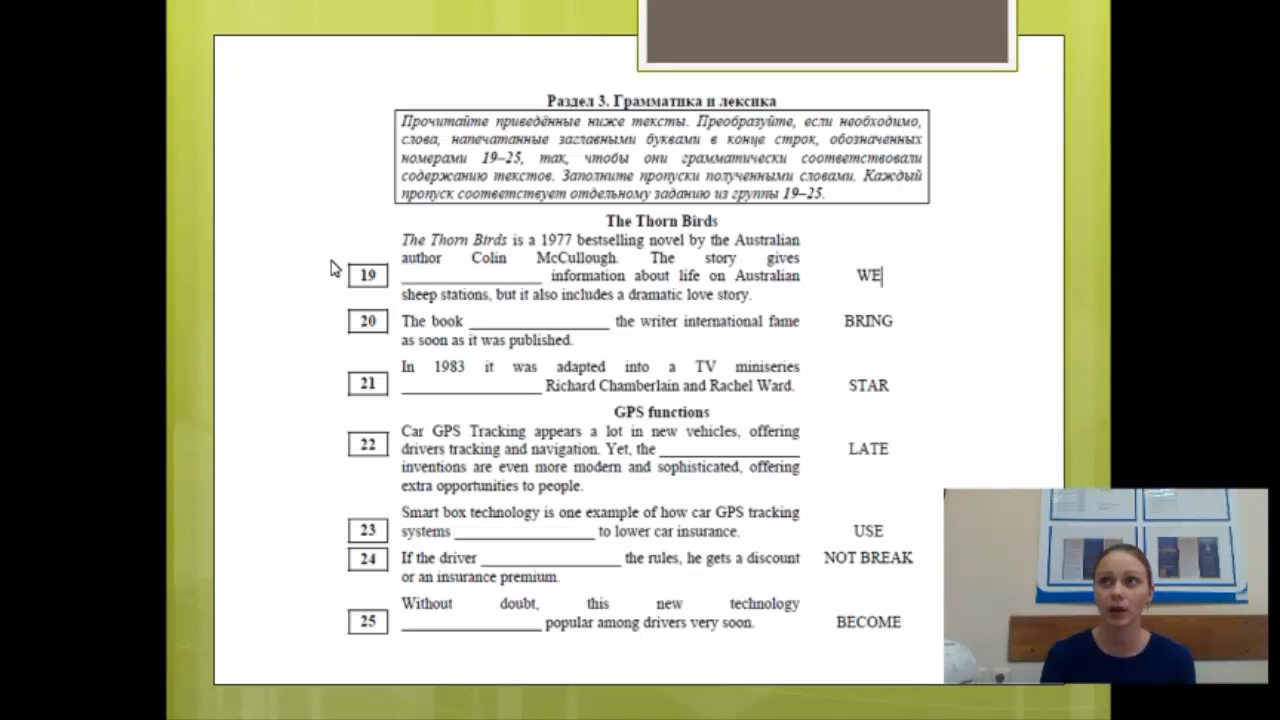 Раздел 3. Грамматика и лексика
Прочитайте приведённые ниже тексты. Преобразуйте, если необходимо,
слова, напечатанные заглавными буквами в конце строк, обозначенных
номерами 19–25, так, чтобы они грамматически соответствовали
содержанию текстов. Заполните пропуски полученными словами. Каждый
пропуск соответствует отдельному заданию из группы 19–25.
The Thorn Birds
The Thorn Birds is a 1977 bestselling novel by the Australian
author Colin McCullough. The story gives
19 ________________ information about life on Australian WE
sheep stations, but it also includes a dramatic love story.
20 The book ________________ the writer international fame BRING
as soon as it was published.
In 1983 it was adapted into a TV miniseries
21 ________________ Richard Chamberlain and Rachel Ward. STAR
GPS functions
Car GPS Tracking appears a lot in new vehicles, offering
22 drivers tracking and navigation. Yet, the ________________ LATE
inventions are even more modern and sophisticated, offering
extra opportunities to people.
Smart box technology is one example of how car GPS tracking
23 systems ________________ to lower car insurance. USE
24 If the driver ________________ the rules, he gets a discount NOT BREAK
or an insurance premium.
Without doubt, this new technology
25 ________________ popular among drivers very soon. BECOME